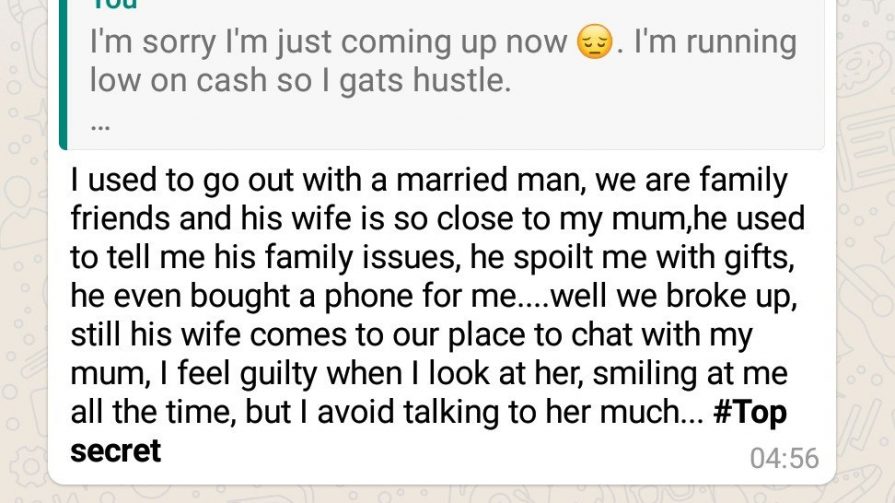 You
I'm sorry I'm just coming up now 😔. I'm running
low on cash so I gats hustle.
...
I used to go out with a married man, we are family
friends and his wife is so close to my mum,he used
to tell me his family issues, he spoilt me with gifts,
he even bought a phone for me....well we broke up,
still his wife comes to our place to chat with my
mum, I feel guilty when I look at her, smiling at me
all the time, but I avoid talking to her much... #Top
secret
04:56